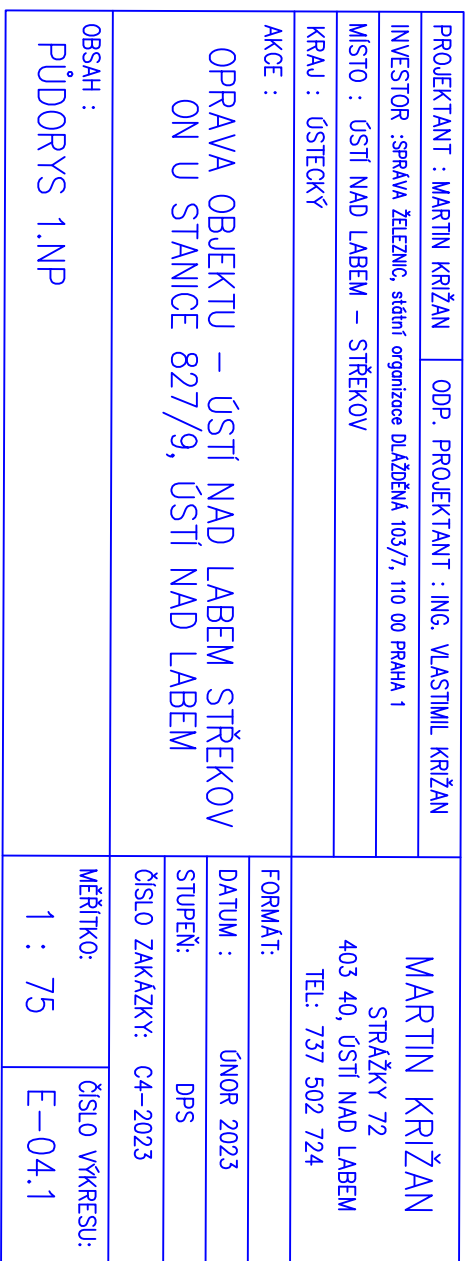 PROJEKTANT : MARTIN KRIŽAN
ODP. PROJEKTANT : ING. VLASTIMIL KRIŽAN
INVESTOR :SPRÁVA ŽELEZNIC, státní organizace DLÁŽDĚNÁ 103/7, 110 00 PRAHA 1
MÍSTO : ÚSTÍ NAD LABEM – STŘEKOV
KRAJ : ÚSTECKÝ
MARTIN KRIŽAN
STRÁŽKY 72
403 40, ÚSTÍ NAD LABEM
TEL: 737 502 724
AKCE :
OPRAVA OBJEKTU – ÚSTÍ NAD LABEM STŘEKOV
ON U STANICE 827/9, ÚSTÍ NAD LABEM
FORMÁT:
DATUM : ÚNOR 2023
STUPEŇ: DPS
ČÍSLO ZAKÁZKY: C4–2023
OBSAH :
PŮDORYS 1.NP
MĚŘÍTKO:
1 : 75
ČÍSLO VÝKRESU:
E–04.1